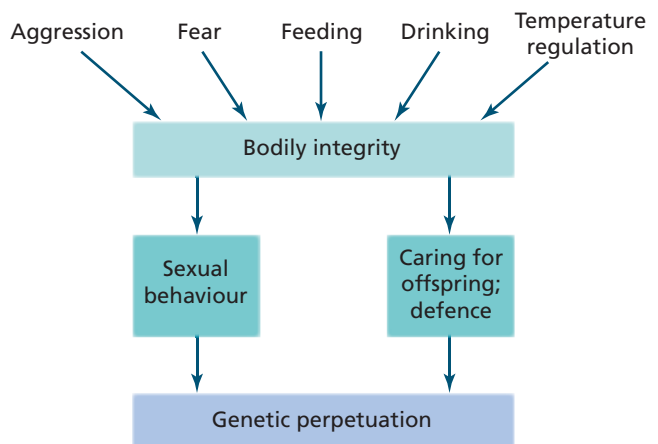 Aggression
Fear
Feeding
Drinking
Temperature
regulation
Bodily integrity
Sexual
behaviour
Caring for
offspring;
defence
Genetic perpetuation